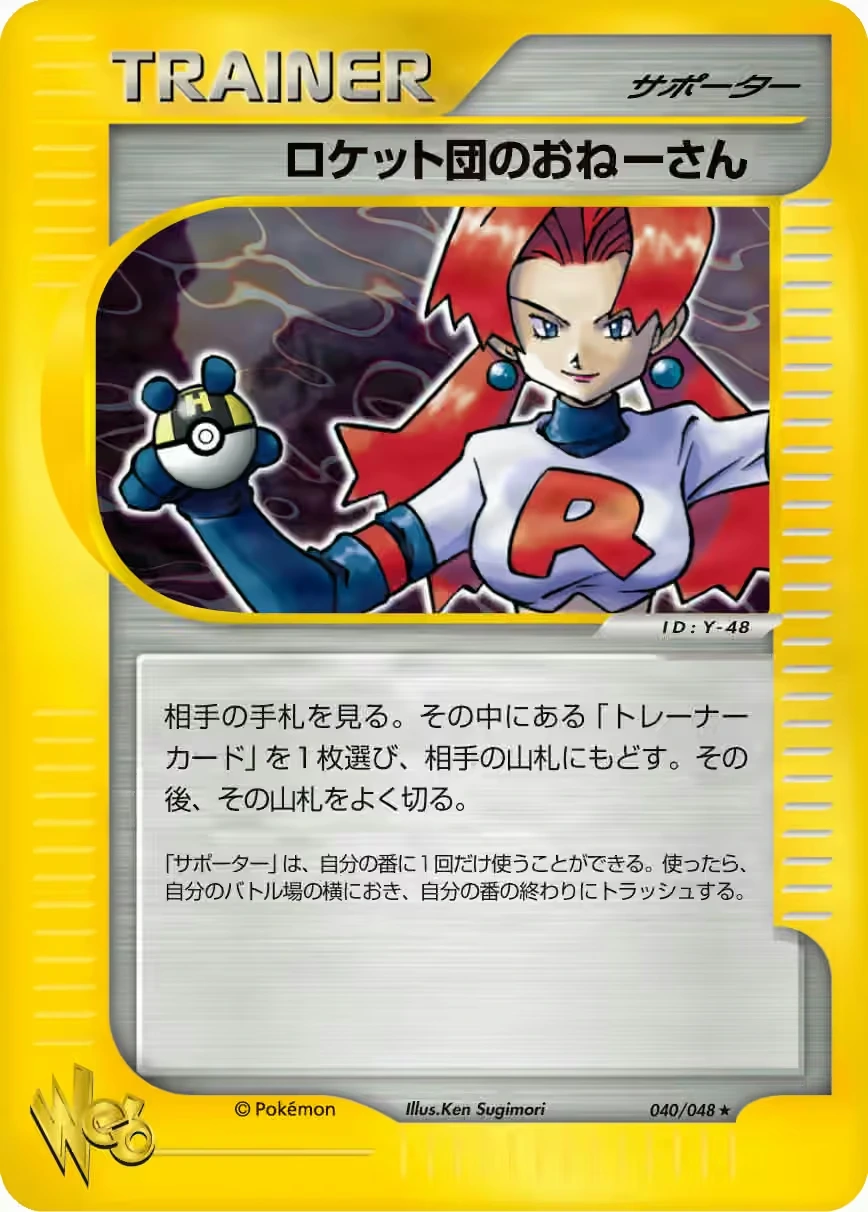 TRAINER
サポーター
ロケット団のおねーさん
H
R
ID:Y-48
相手の手札を見る。その中にある「トレーナー
カード」を1枚選び、相手の山札にもどす。その
後、その山札をよく切る。
「サポーター」は、自分の番に1回だけ使うことができる。使ったら、
自分のバトル場の横におき、自分の番の終わりにトラッシュする。
Web
© Pokémon
Illus.Ken Sugimori
040/048 ★